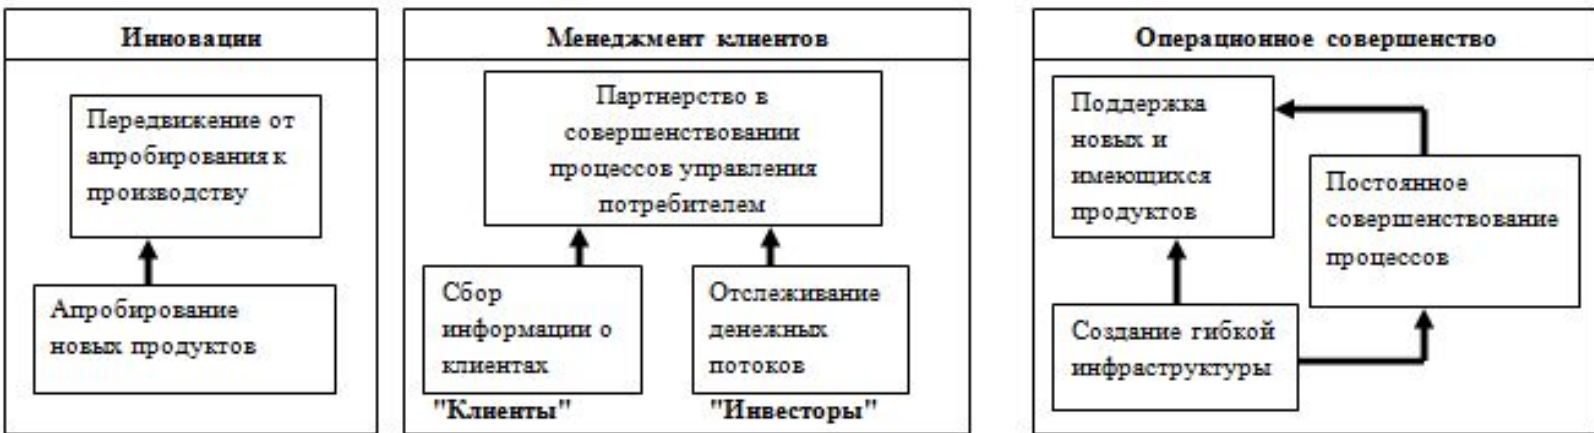 Инновации
Передвижение от
апробирования к
производству
Апробирование
новых продуктов
Менеджмент клиентов
Партнерство в
совершенствовании
процессов управления
потребителем
Сбор
информации о
клиентах
"Клиенты"
Отслеживание
денежных
потоков
"Инвесторы"
Операционное совершенство
Поддержка
новых и
имеющихся
продуктов
Постоянное
совершенствование
процессов
Создание гибкой
инфраструктуры